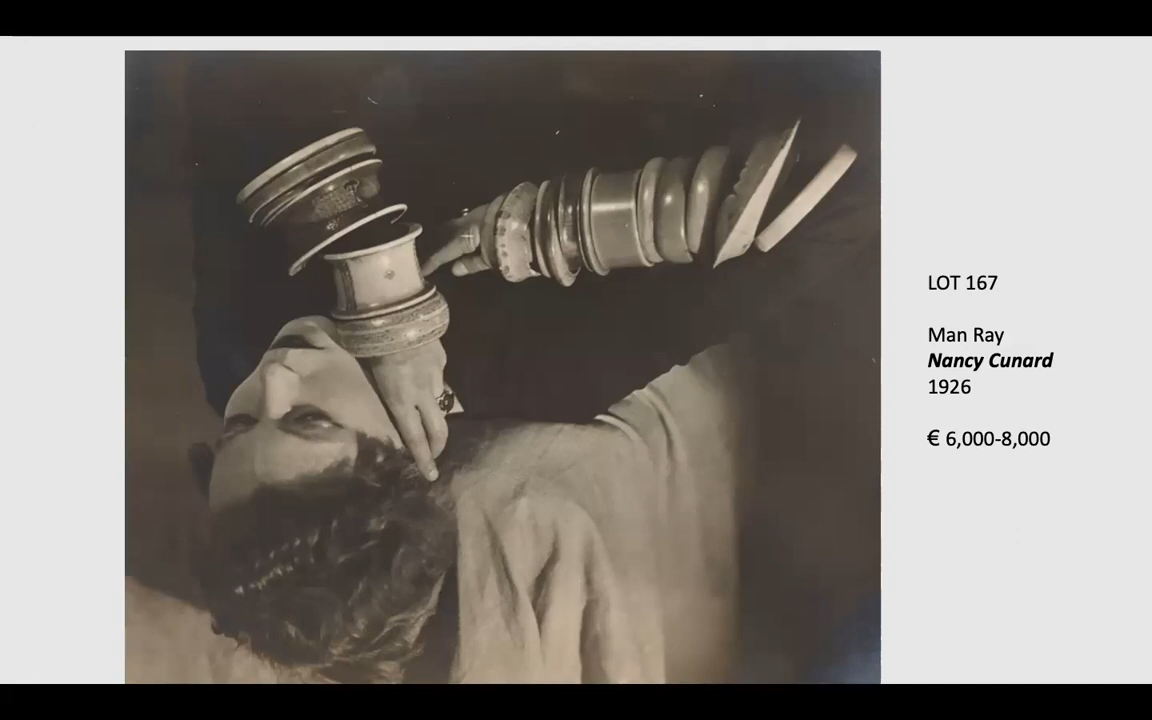 LOT 167
Man Ray
Nancy Cunard
1926
€ 6,000-8,000